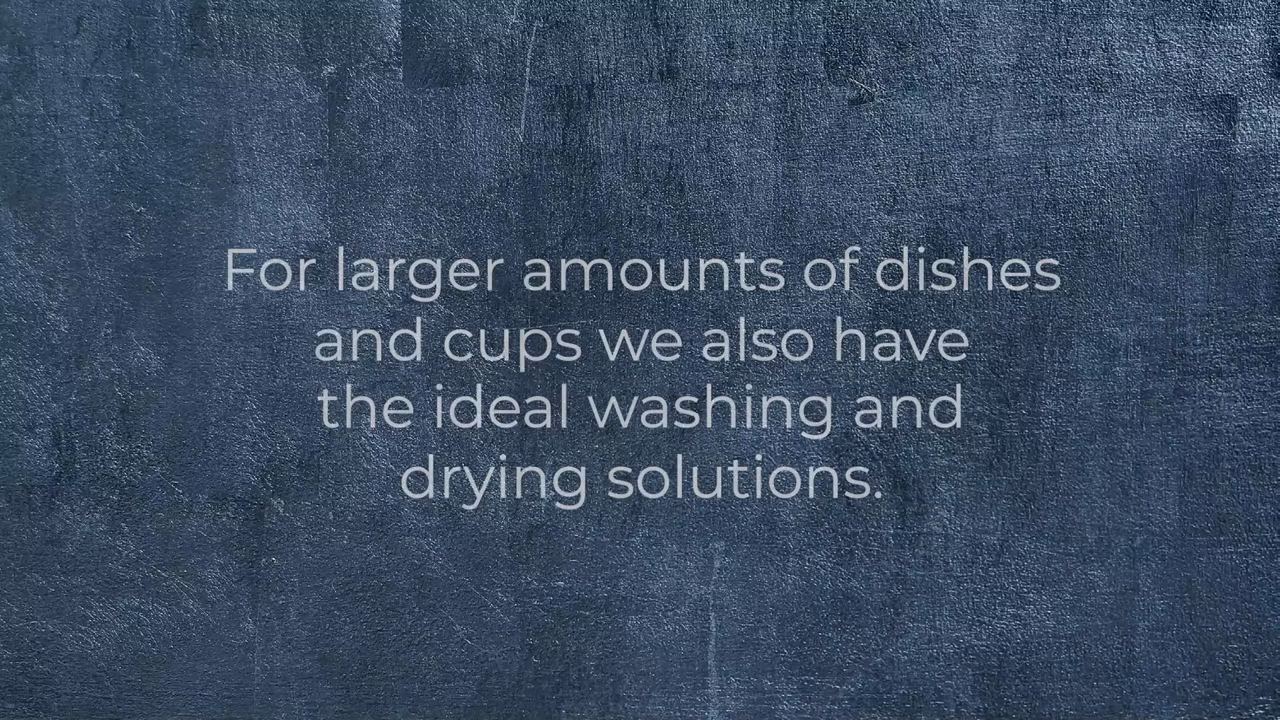 For larger amounts of dishes
and cups we also have
the ideal washing and
drying solutions.